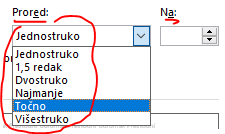 Prored: Na:
Jednostruko
Jednostruko
1,5 redak
Dvostruko
Najmanje
Točno
Višestruko